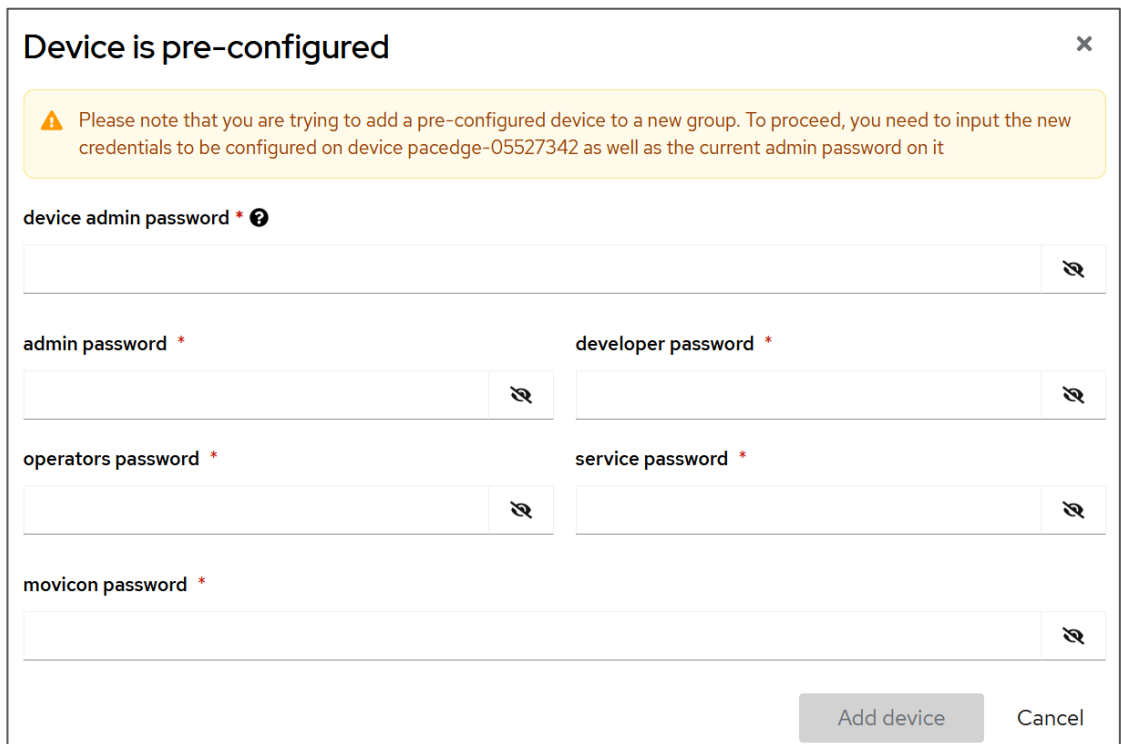 Device is pre-configured
Please note that you are trying to add a pre-configured device to a new group. To proceed, you need to input the new
credentials to be configured on device pacedge-05527342 as well as the current admin password on it
device admin password *
admin password *
developer password *
operators password *
service password *
movicon password *
Add device
Cancel